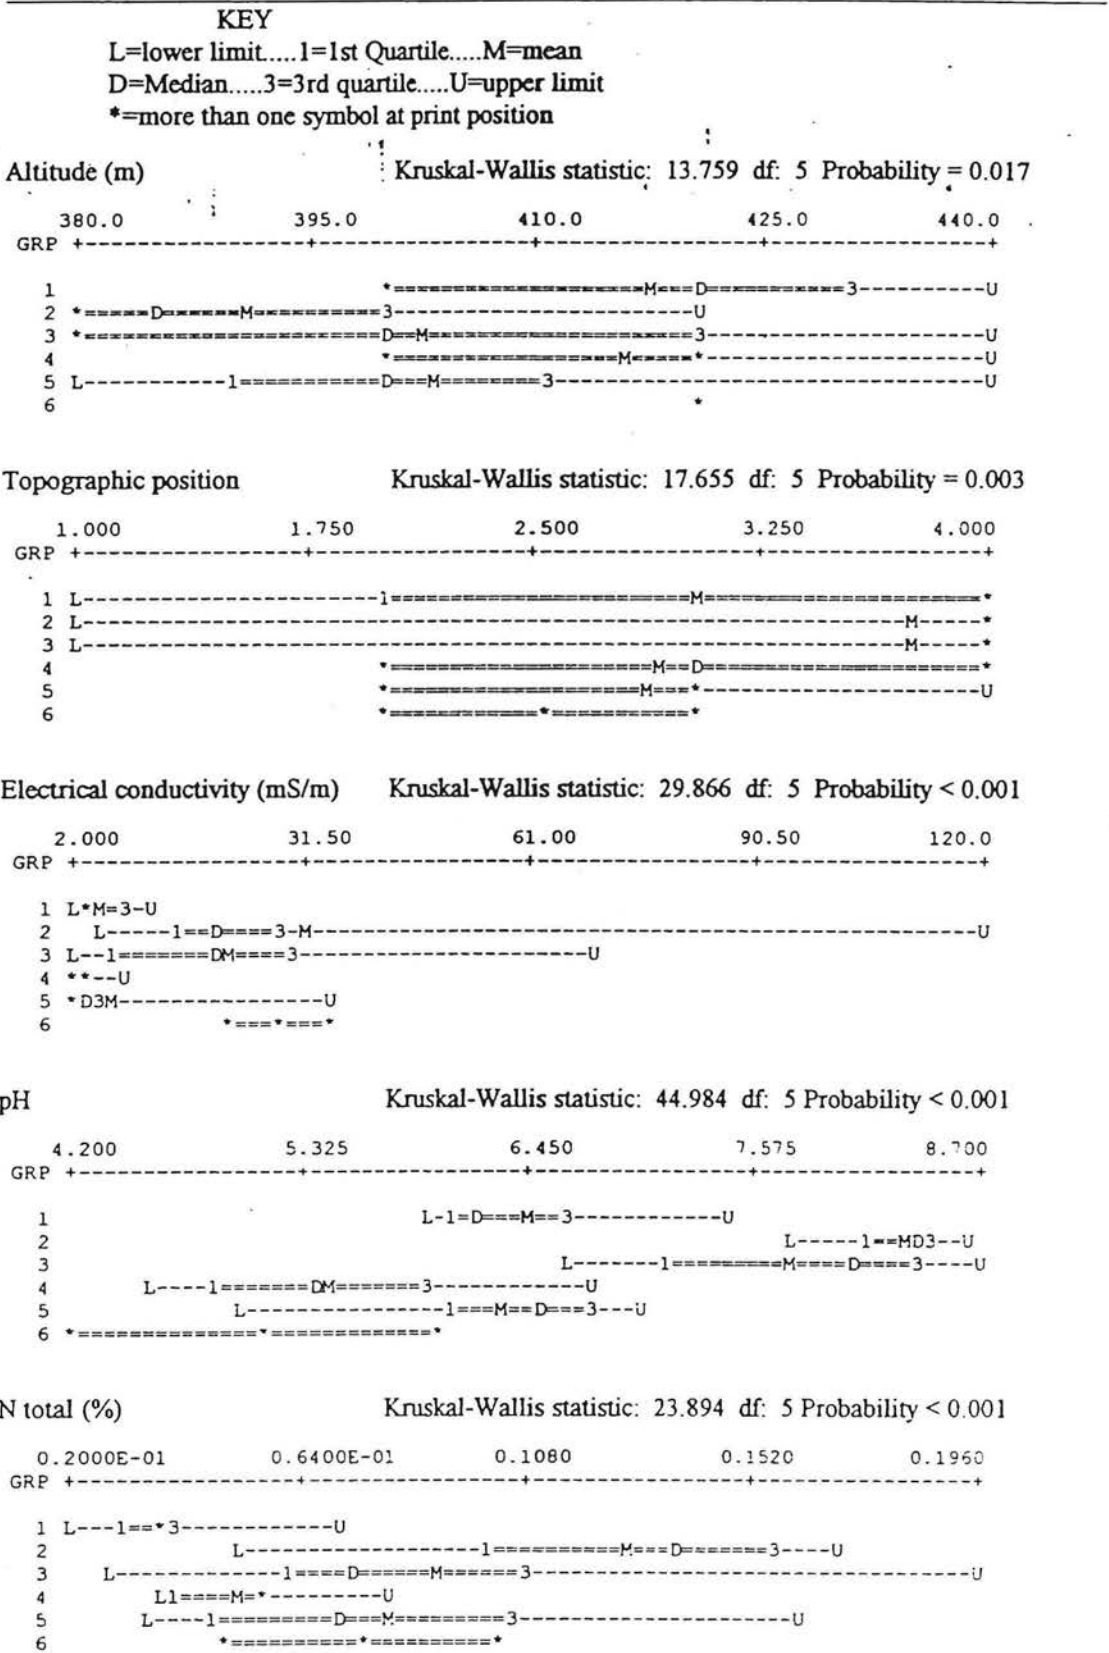 KEY
L=lower limit.....1=1st Quartile.....M=mean
D=Median.....3=3rd quartile.....U=upper limit
*=more than one symbol at print position
Altitude (m) Kruskal-Wallis statistic: 13.759 df: 5 Probability = 0.017
380.0 395.0 410.0 425.0 440.0
GRP +-----------------+----------------+----------------+----------------+
1 *====================M====D===========3----------U
2 *=====D======M==========3-----------------------U
3 *=======================D==M====================3----------------------U
4 *==================M=====*----------------------U
5 L-----------1===========D===M========3---------------------------------U
6 *
Topographic position Kruskal-Wallis statistic: 17.655 df: 5 Probability = 0.003
1.000 1.750 2.500 3.250 4.000
GRP +-----------------+----------------+----------------+----------------+
1 L-----------------------1=======================M======================*
2 L----------------------------------------------------------------M-----*
3 L----------------------------------------------------------------M-----*
4 *====================M==D======================*
5 *===================M===*----------------------U
6 *===========*===========*
Electrical conductivity (mS/m) Kruskal-Wallis statistic: 29.866 df: 5 Probability < 0.001
2.000 31.50 61.00 90.50 120.0
GRP +-----------------+----------------+----------------+----------------+
1 L*M=3-U
2 L-----1==D====3-M---------------------------------------------------U
3 L--1=======DM====3----------------------U
4 **--U
5 *D3M----------------U
6 *===*===*
pH Kruskal-Wallis statistic: 44.984 df: 5 Probability < 0.001
4.200 5.325 6.450 7.575 8.700
GRP +-----------------+----------------+----------------+----------------+
1 L-1=D===M==3------------U
2 L-----1==MD3--U
3 L-------1=========M====D====3----U
4 L----1=======DM=======3------------U
5 L----------------1===M==D===3---U
6 *==============*=============*
N total (%) Kruskal-Wallis statistic: 23.894 df: 5 Probability < 0.001
0.2000E-01 0.6400E-01 0.1080 0.1520 0.1960
GRP +-----------------+----------------+----------------+----------------+
1 L---1==*3------------U
2 L-------------------1==========M===D=======3----U
3 L-------------1====D======M======3-----------------------------------U
4 L1====M=*---------U
5 L----1=========D===M=========3----------------------U
6 *==========*==========*